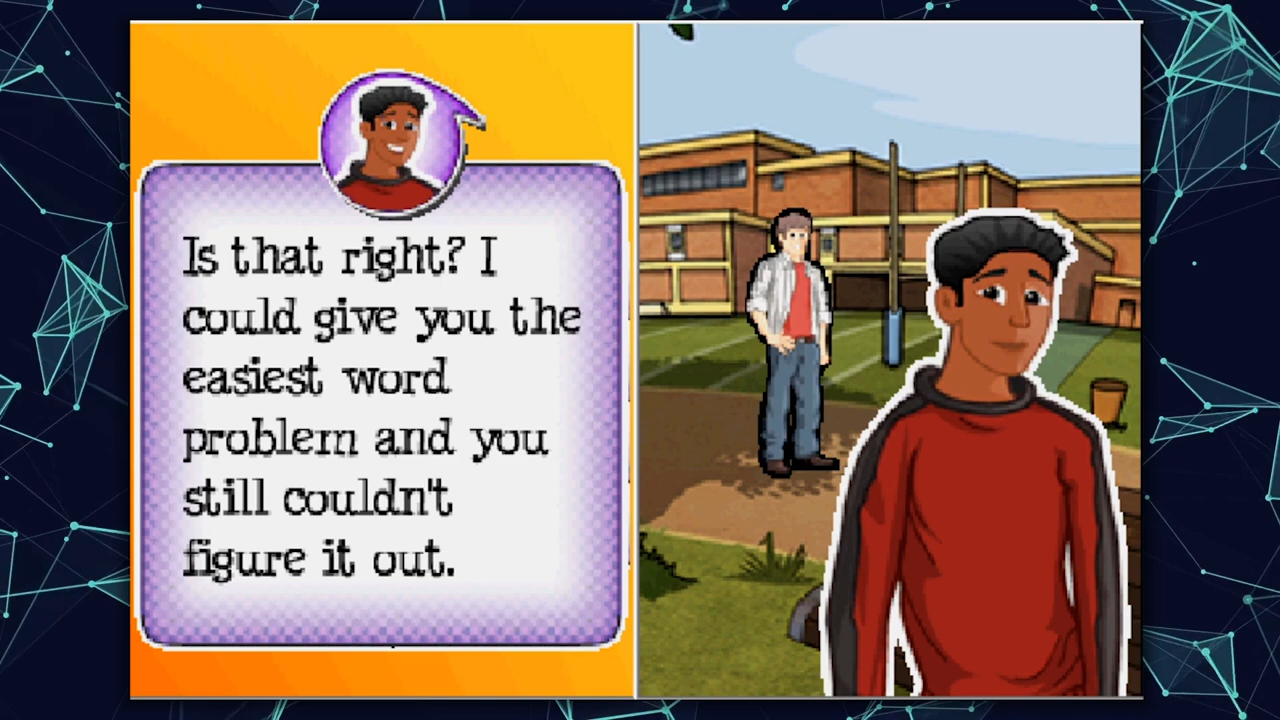 Is that right? I
could give you the
easiest word
problem and you
still couldn't
figure it out.